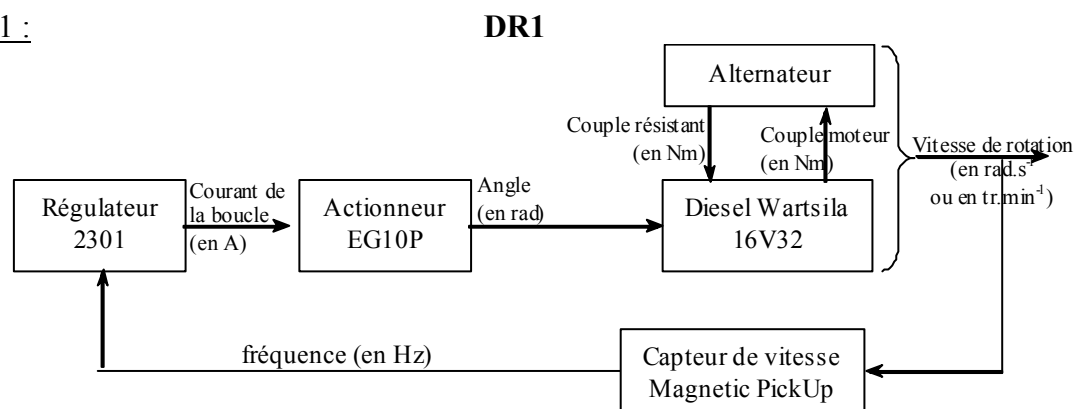 1 :
DR1
Alternateur
Couple résistant
(en Nm)
Couple moteur
(en Nm)
Vitesse de rotation
(en rad.s⁻¹
ou en tr.min⁻¹)
Régulateur
2301
Courant de
la boucle
(en A)
Actionneur
EG10P
Angle
(en rad)
Diesel Wartsila
16V32
fréquence (en Hz)
Capteur de vitesse
Magnetic PickUp